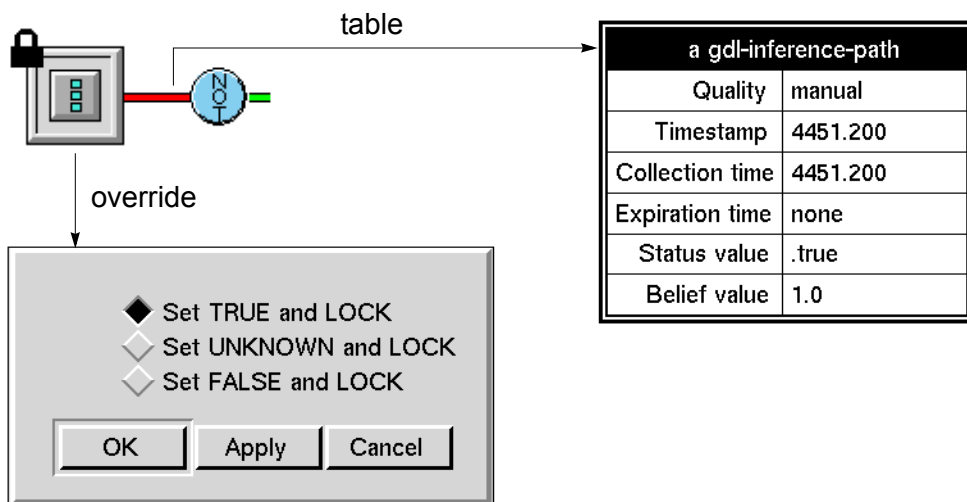 table
NOT
override
a gdl-inference-path
Quality manual
Timestamp 4451.200
Collection time 4451.200
Expiration time none
Status value .true
Belief value 1.0
Set TRUE and LOCK
Set UNKNOWN and LOCK
Set FALSE and LOCK
OK Apply Cancel